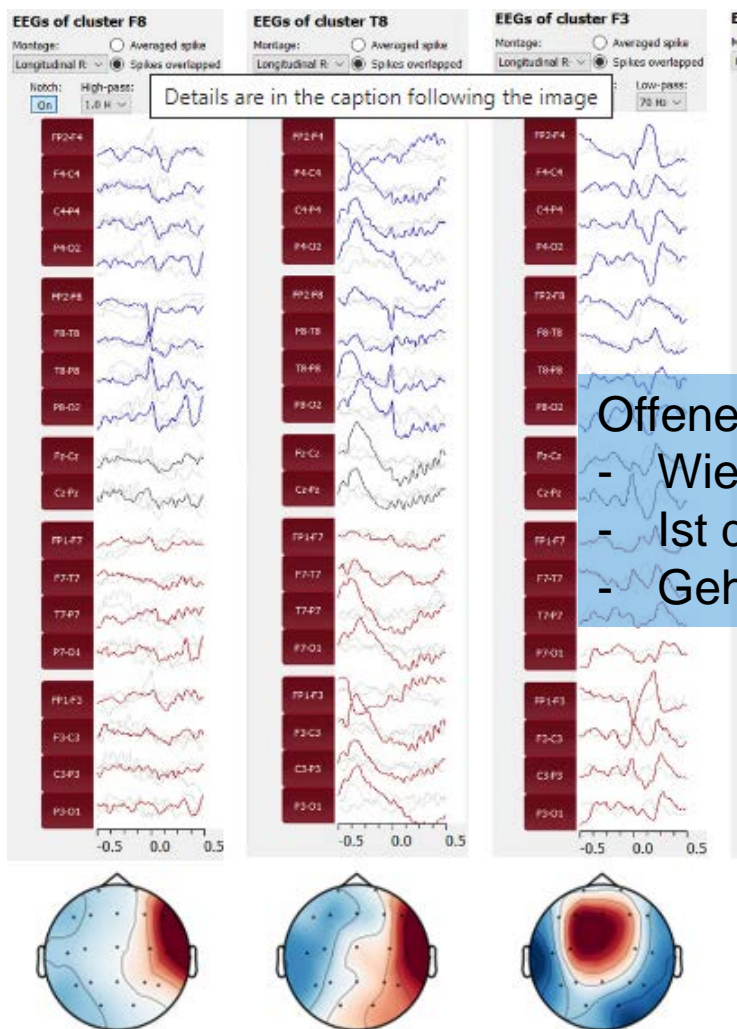 EEGs of cluster F8
Montage:
Averaged spike
Longitudinal R
Spikes overlapped
Notch:
High-pass:
On
1.0 H
FP2-F4
F4-C4
C4-P4
P4-O2
FP2-F8
F8-T8
T8-P8
P8-O2
Fz-Cz
Cz-Pz
FP1-F7
F7-T7
T7-P7
P7-O1
FP1-F3
F3-C3
C3-P3
P3-O1
-0.5 0.0 0.5
EEGs of cluster T8
Montage:
Averaged spike
Longitudinal R
Spikes overlapped
Details are in the caption following the image
FP2-F4
F4-C4
C4-P4
P4-O2
FP2-F8
F8-T8
T8-P8
P8-O2
Fz-Cz
Cz-Pz
FP1-F7
F7-T7
T7-P7
P7-O1
FP1-F3
F3-C3
C3-P3
P3-O1
-0.5 0.0 0.5
EEGs of cluster F3
Montage:
Averaged spike
Longitudinal R
Spikes overlapped
Low-pass:
70 Hz
FP2-F4
F4-C4
C4-P4
P4-O2
FP2-F8
F8-T8
T8-P8
P8-O2
Fz-Cz
Cz-Pz
FP1-F7
F7-T7
T7-P7
P7-O1
FP1-F3
F3-C3
C3-P3
P3-O1
-0.5 0.0 0.5
Offene
- Wie
- Ist
- Geh